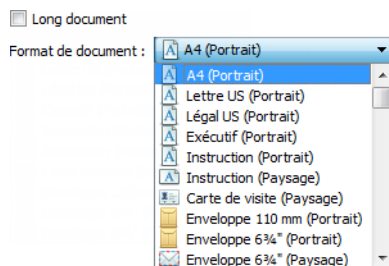 Long document
Format de document : A4 (Portrait)
A4 (Portrait)
Lettre US (Portrait)
Légal US (Portrait)
Exécutif (Portrait)
Instruction (Portrait)
Instruction (Paysage)
Carte de visite (Paysage)
Enveloppe 110 mm (Portrait)
Enveloppe 6¾" (Portrait)
Enveloppe 6¾" (Paysage)